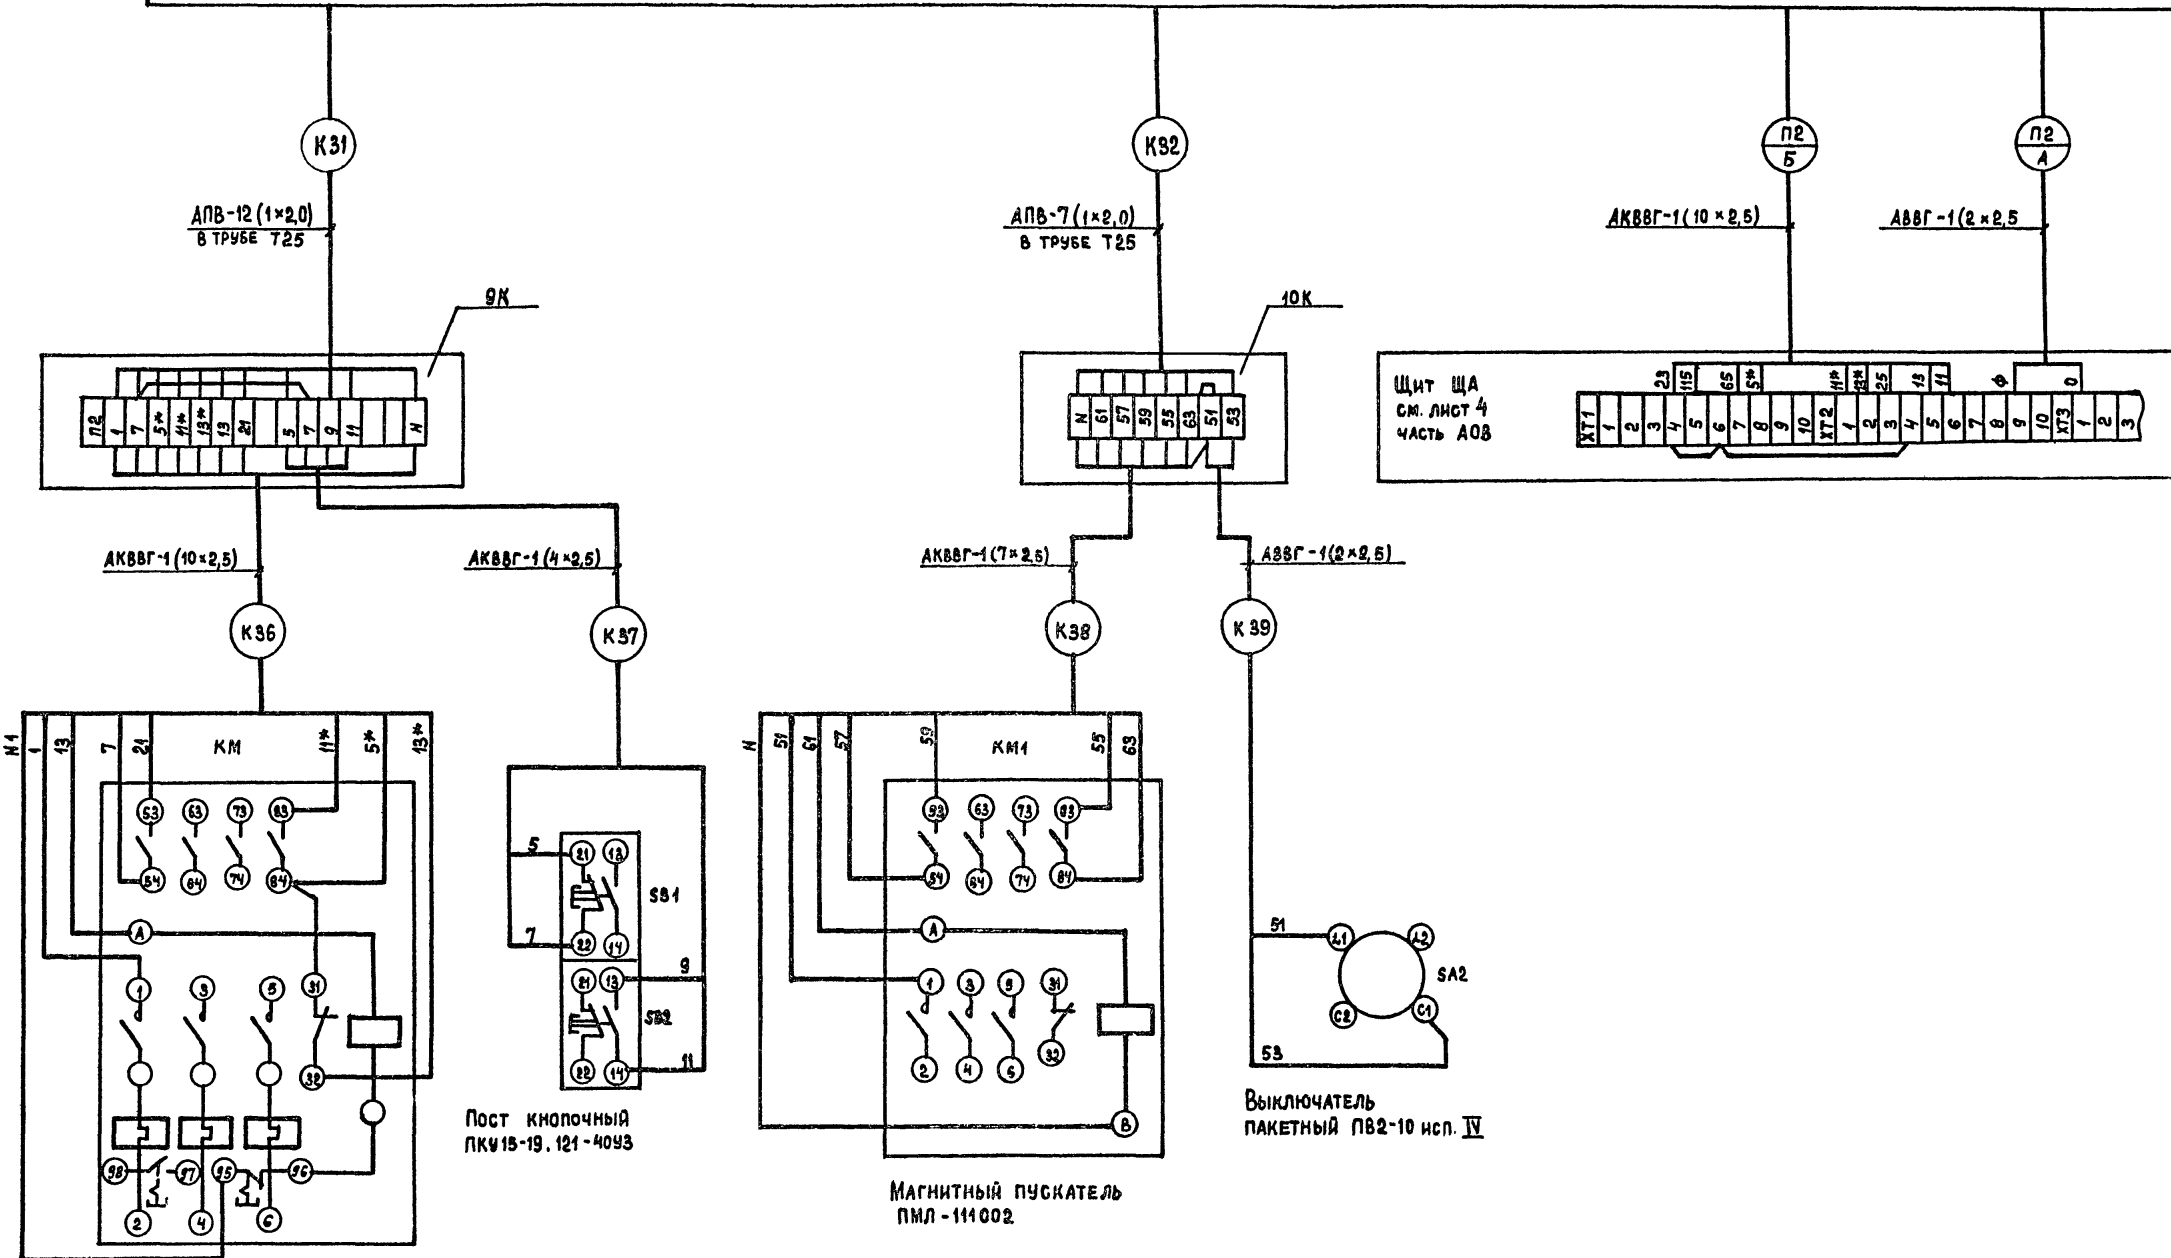 К31
К32
П2
Б
П2
А
АПВ-12(1×2,0)
В ТРУБЕ Т25
АПВ-7(1×2,0)
В ТРУБЕ Т25
АКВВГ-1(10×2,5)
АВВГ-1(2×2,5
9К
10К
П2 1 7 5* 11* 13* 13 21 5 7 9 11 N
N 61 57 59 55 63 51 53
Щит ЩА
см. лист 4
часть АОВ
23 115 65 5* 11* 13* 25 13 11 Ф О
ХТ1 1 2 3 4 5 6 7 8 9 10 ХТ2 1 2 3 4 5 6 7 8 9 10 ХТ3 1 2 3
АКВВГ-1(10×2,5)
АКВВГ-1(4×2,5)
АКВВГ-1(7×2,5)
АВВГ-1(2×2,5)
К36
К37
К38
К39
N1 1 13 7 21 КМ 11* 5* 13*
53 63 73 83
54 64 74 84
А
1 3 5 31
32
98 97 95 96
2 4 6
5
21 13
SB1
7
22 14
21 13
9
SB2
22 14
11
Пост кнопочный
ПКУ15-19.121-40У3
N 51 61 57 59 КМ1 55 63
53 63 73 83
54 64 74 84
А
1 3 5 31
2 4 6 32
В
Магнитный пускатель
ПМЛ-111002
51
Л1 Л2
SA2
С2 С1
53
Выключатель
пакетный ПВ2-10 исп. IV